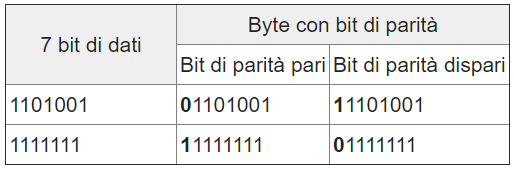 7 bit di dati
Byte con bit di parità
Bit di parità pari
Bit di parità dispari
1101001
01101001
11101001
1111111
11111111
01111111